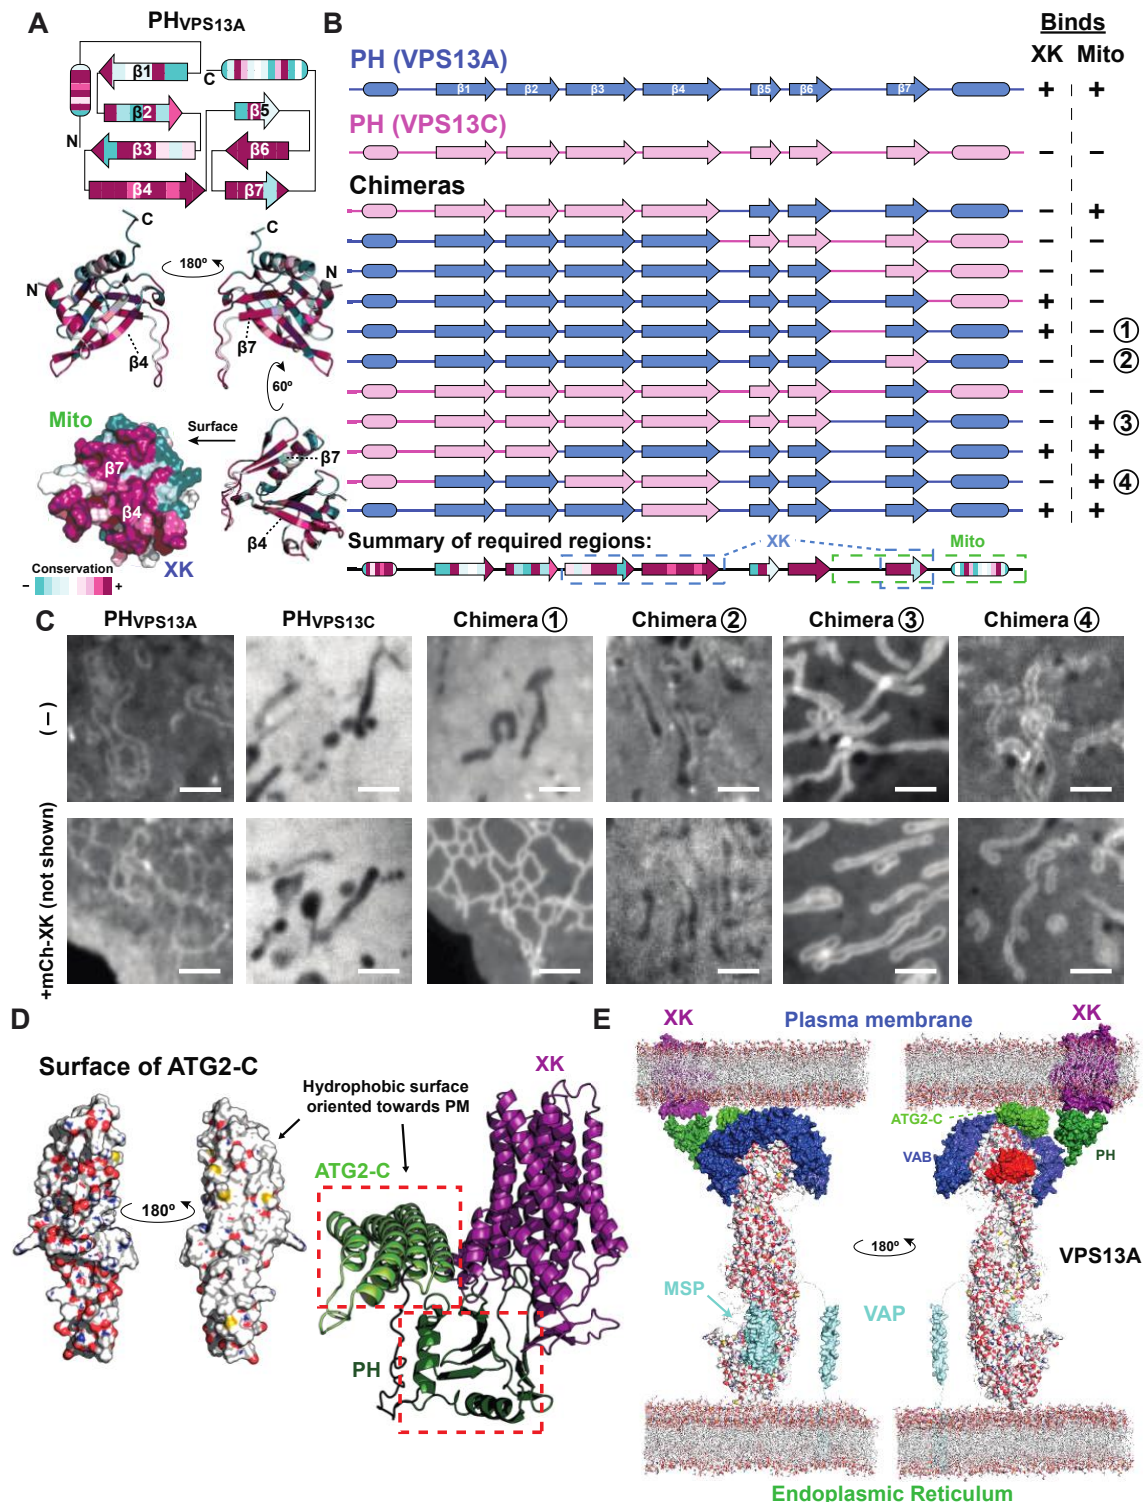 A
PHVPS13A
β1
C
β2
β5
N
β3
β6
β4
β7
C
180º
N
N
β7
β4
60º
Mito
Surface
β7
β7
β4
β4
XK
Conservation
– +
B
Binds
XK Mito
PH (VPS13A)
β1 β2 β3 β4 β5 β6 β7
+ +
PH (VPS13C)
– –
Chimeras
– +
– –
– –
+ –
+ – 1
– – 2
– –
– + 3
+ +
– + 4
+ +
Summary of required regions:
XK
Mito
C
PHVPS13A
PHVPS13C
Chimera 1
Chimera 2
Chimera 3
Chimera 4
(–)
+mCh-XK (not shown)
D
Surface of ATG2-C
180º
Hydrophobic surface
oriented towards PM
XK
ATG2-C
PH
E
XK
Plasma membrane
XK
ATG2-C
VAB
PH
180º
VPS13A
MSP
VAP
Endoplasmic Reticulum